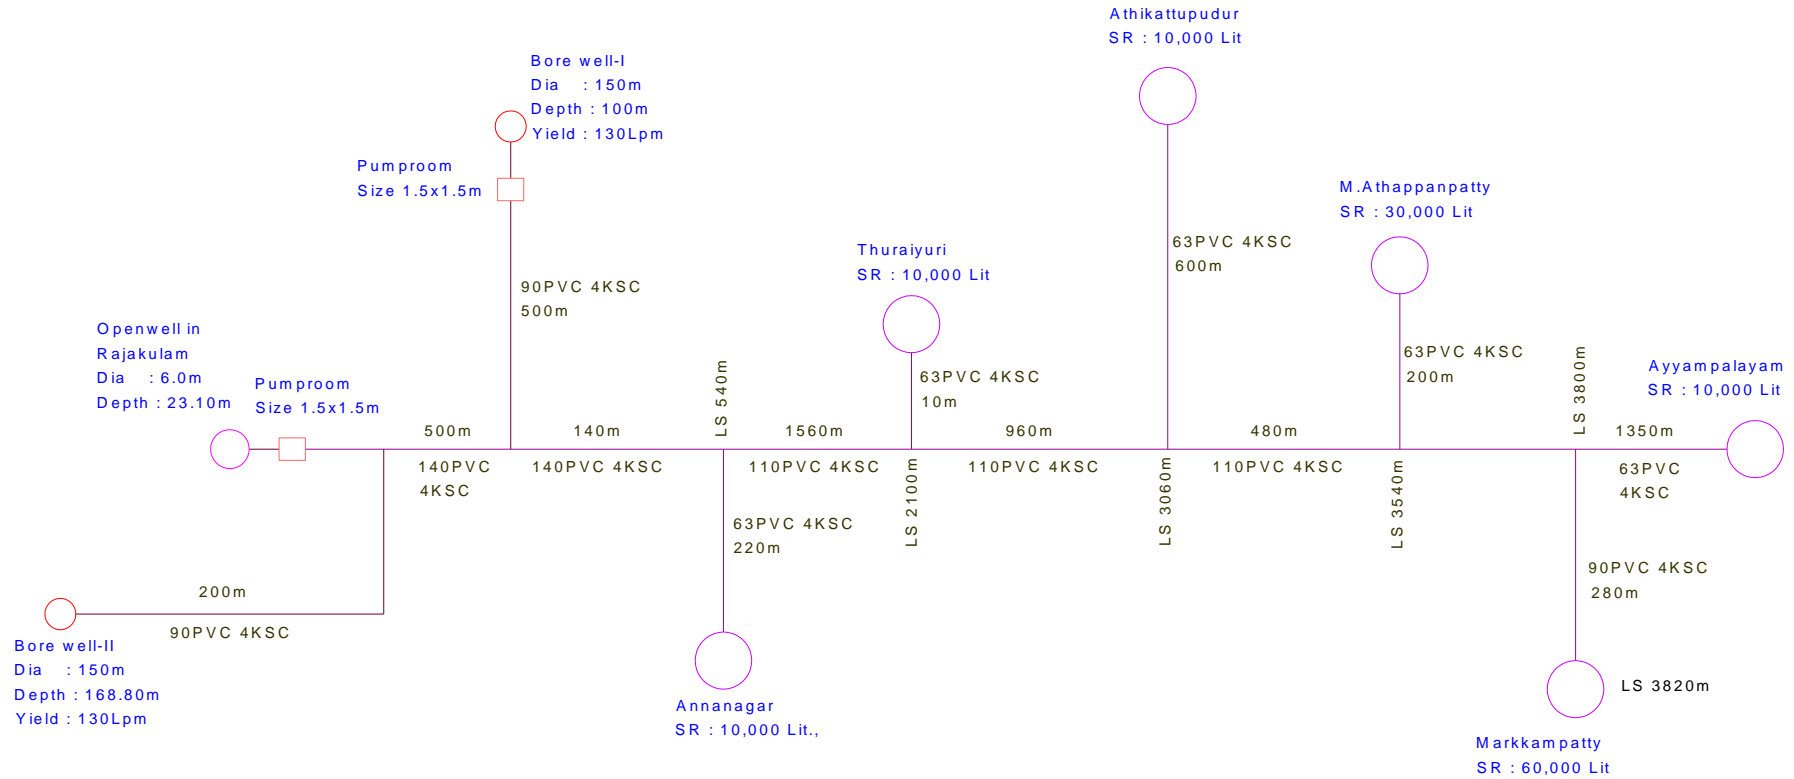 Athikattupudur
SR : 10,000 Lit
Bore well-I
Dia : 150m
Depth : 100m
Yield : 130Lpm
Pumproom
Size 1.5x1.5m
M.Athappanpatty
SR : 30,000 Lit
63PVC 4KSC
600m
Thuraiyuri
SR : 10,000 Lit
90PVC 4KSC
500m
Openwell in
Rajakulam
Dia : 6.0m
Depth : 23.10m
Pumproom
Size 1.5x1.5m
63PVC 4KSC
10m
LS 540m
63PVC 4KSC
200m
LS 3800m
Ayyampalayam
SR : 10,000 Lit
500m
140m
1560m
960m
480m
1350m
140PVC
4KSC
140PVC 4KSC
110PVC 4KSC
LS 2100m
110PVC 4KSC
LS 3060m
110PVC 4KSC
LS 3540m
63PVC
4KSC
63PVC 4KSC
220m
90PVC 4KSC
280m
200m
90PVC 4KSC
Bore well-II
Dia : 150m
Depth : 168.80m
Yield : 130Lpm
Annanagar
SR : 10,000 Lit.,
LS 3820m
Markkampatty
SR : 60,000 Lit